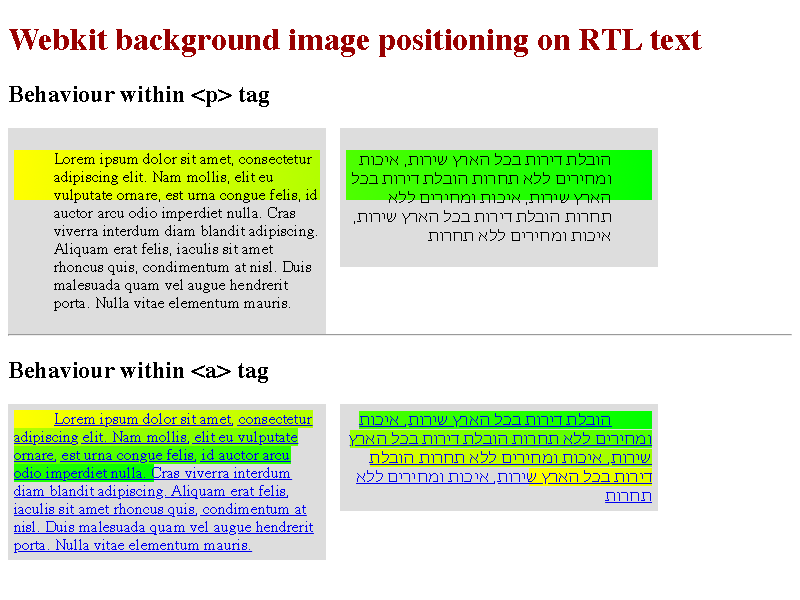 Webkit background image positioning on RTL text
Behaviour within <p> tag
Lorem ipsum dolor sit amet, consectetur
adipiscing elit. Nam mollis, elit eu
vulputate ornare, est urna congue felis, id
auctor arcu odio imperdiet nulla. Cras
viverra interdum diam blandit adipiscing.
Aliquam erat felis, iaculis sit amet
rhoncus quis, condimentum at nisl. Duis
malesuada quam vel augue hendrerit
porta. Nulla vitae elementum mauris.
הובלת דירות בכל הארץ שירות, איכות
ומחירים ללא תחרות הובלת דירות בכל
הארץ שירות, איכות ומחירים ללא
תחרות הובלת דירות בכל הארץ שירות,
איכות ומחירים ללא תחרות
Behaviour within <a> tag
Lorem ipsum dolor sit amet, consectetur
adipiscing elit. Nam mollis, elit eu vulputate
ornare, est urna congue felis, id auctor arcu
odio imperdiet nulla. Cras viverra interdum
diam blandit adipiscing. Aliquam erat felis,
iaculis sit amet rhoncus quis, condimentum at
nisl. Duis malesuada quam vel augue hendrerit
porta. Nulla vitae elementum mauris.
הובלת דירות בכל הארץ שירות, איכות
ומחירים ללא תחרות הובלת דירות בכל הארץ
שירות, איכות ומחירים ללא תחרות הובלת
דירות בכל הארץ שירות, איכות ומחירים ללא
תחרות